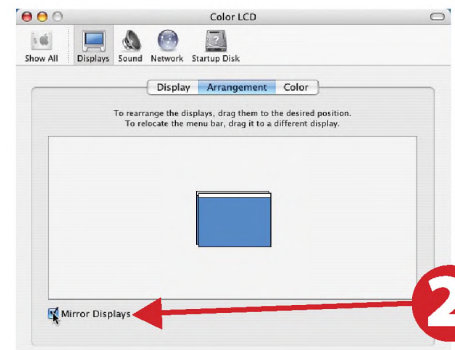 Color LCD
Show All Displays Sound Network Startup Disk
Display Arrangement Color
To rearrange the displays, drag them to the desired position.
To relocate the menu bar, drag it to a different display.
Mirror Displays
2